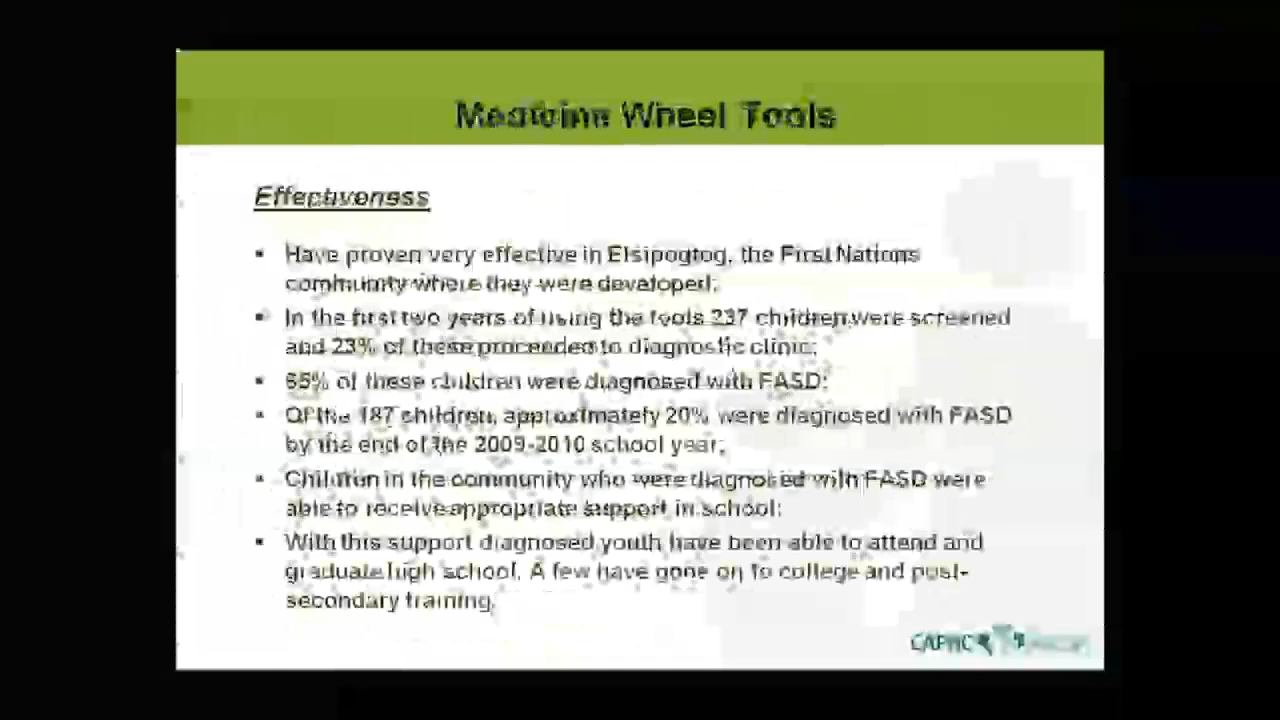 Medicine Wheel Tools
Effectiveness
▪ Have proven very effective in Elsipogtog, the First Nations
community where they were developed;
▪ In the first two years of using the tools 237 children were screened
and 23% of these proceeded to diagnostic clinic;
▪ of these children were diagnosed with FASD;
▪ Of the 187 children, approximately 20% were diagnosed with FASD
by the end of the 2009-2010 school year;
▪ Children in the community who were diagnosed with FASD were
able to receive appropriate support in school;
▪ With this support diagnosed youth have been able to attend and
graduate high school. A few have gone on to college and post-
secondary training.
CAPHC